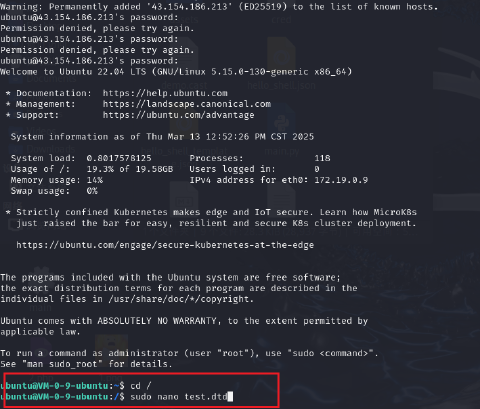 Warning: Permanently added '43.154.186.213' (ED25519) to the list of known hosts.
ubuntu@43.154.186.213's password:
Permission denied, please try again.
ubuntu@43.154.186.213's password:
Permission denied, please try again.
ubuntu@43.154.186.213's password:
Welcome to Ubuntu 22.04 LTS (GNU/Linux 5.15.0-130-generic x86_64)
* Documentation: https://help.ubuntu.com
* Management: https://landscape.canonical.com
* Support: https://ubuntu.com/advantage
System information as of Thu Mar 13 12:52:26 PM CST 2025
System load: 0.8017578125 Processes: 118
Usage of /: 19.3% of 19.58GB Users logged in: 0
Memory usage: 14% IPv4 address for eth0: 172.19.0.9
Swap usage: 0%
* Strictly confined Kubernetes makes edge and IoT secure. Learn how MicroK8s
just raised the bar for easy, resilient and secure K8s cluster deployment.
https://ubuntu.com/engage/secure-kubernetes-at-the-edge
The programs included with the Ubuntu system are free software;
the exact distribution terms for each program are described in the
individual files in /usr/share/doc/*/copyright.
Ubuntu comes with ABSOLUTELY NO WARRANTY, to the extent permitted by
applicable law.
To run a command as administrator (user "root"), use "sudo <command>".
See "man sudo_root" for details.
ubuntu@VM-0-9-ubuntu:~$ cd /
ubuntu@VM-0-9-ubuntu:/$ sudo nano test.dtd